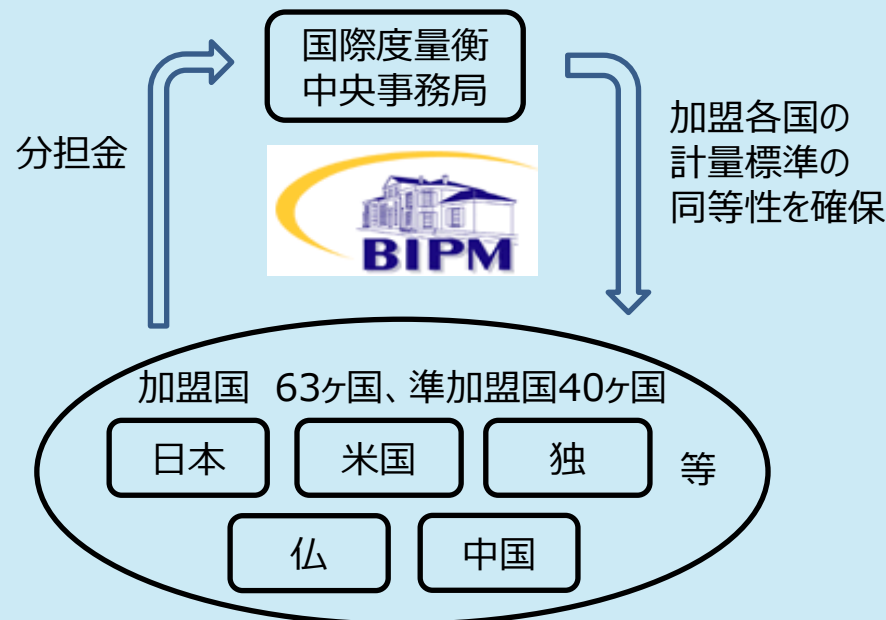 国際度量衡
中央事務局
分担金
加盟各国の
計量標準の
同等性を確保
BIPM
加盟国　63ヶ国、準加盟国40ヶ国
日本
米国
独
等
仏
中国